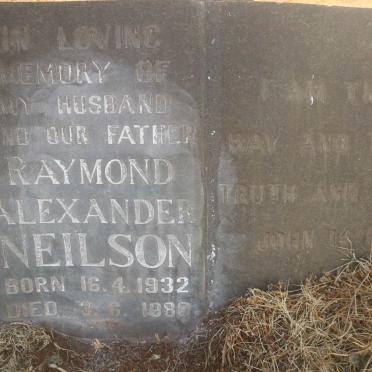 IN LOVING
MEMORY OF
MY HUSBAND
AND OUR FATHER
RAYMOND
ALEXANDER
NEILSON
BORN 16.4.1932
DIED 3.6.1980
I AM TH
WAY AND
TRUTH AND
JOHN 14